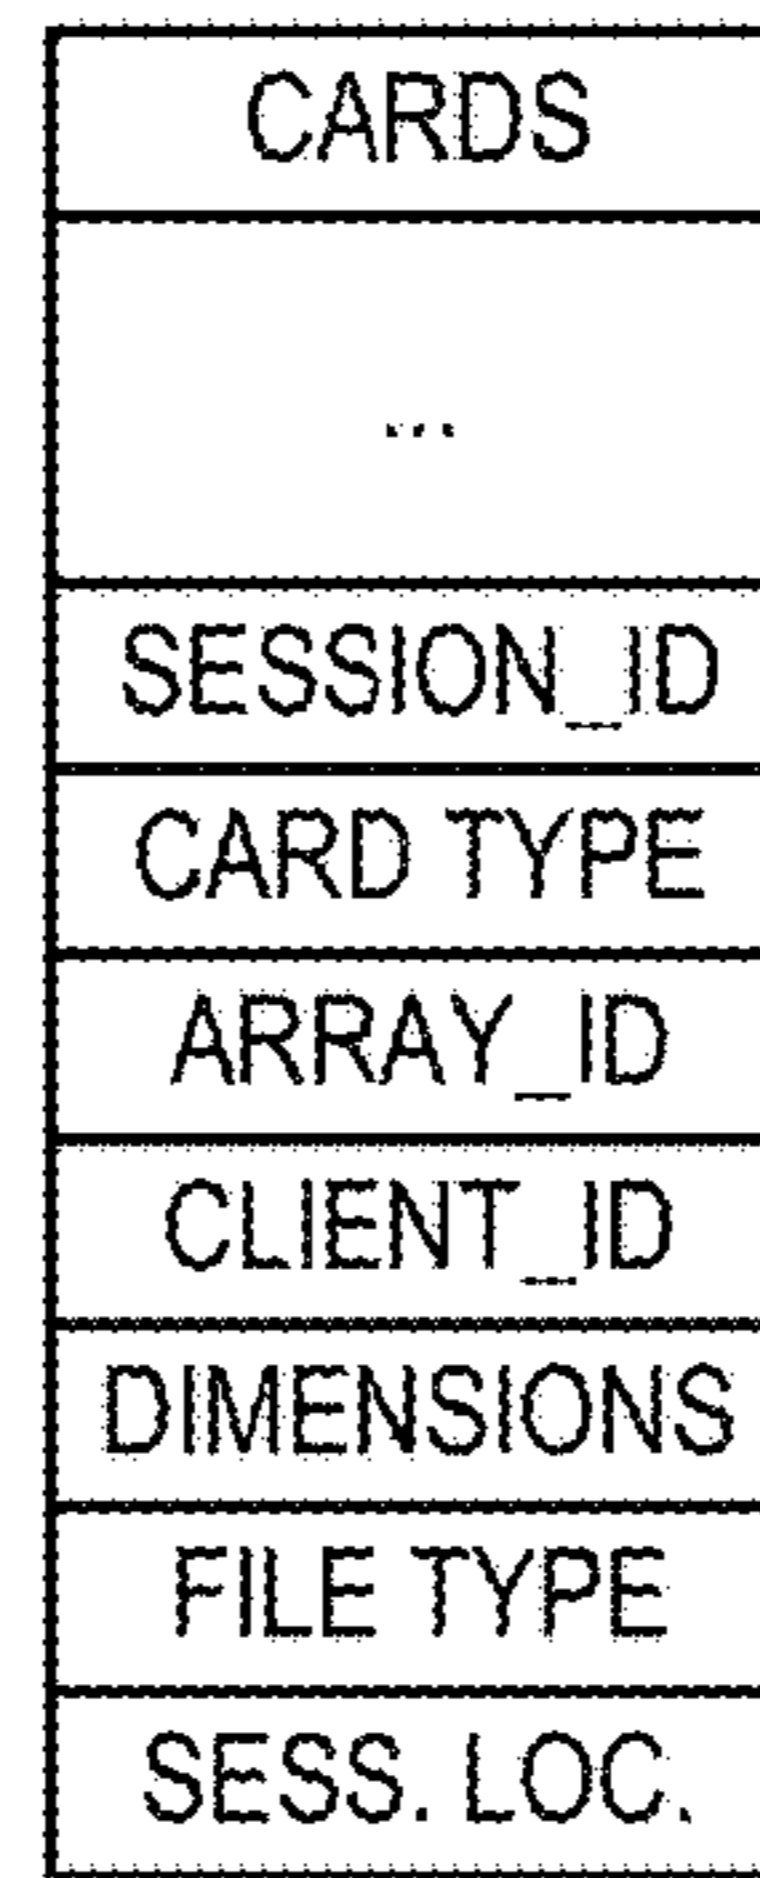 CARDS
...
SESSION_ID
CARD TYPE
ARRAY_ID
CLIENT_ID
DIMENSIONS
FILE TYPE
SESS. LOC.